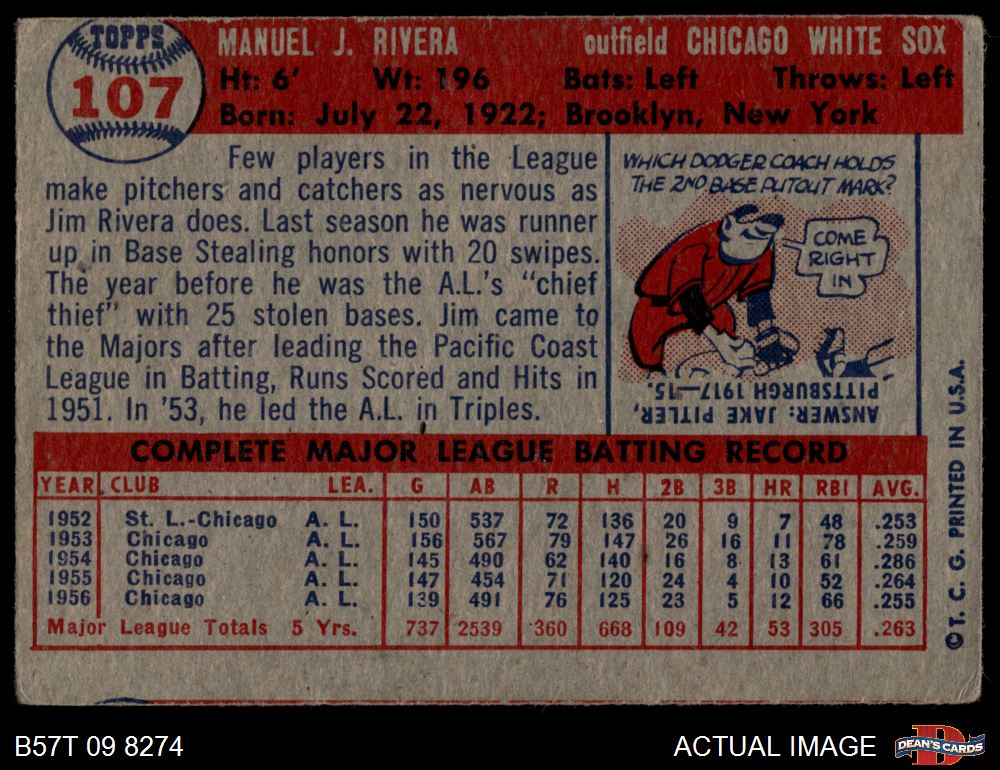 TOPPS
107
MANUEL J. RIVERA outfield CHICAGO WHITE SOX
Ht: 6' Wt: 196 Bats: Left Throws: Left
Born: July 22, 1922; Brooklyn, New York
Few players in the League
make pitchers and catchers as nervous as
Jim Rivera does. Last season he was runner
up in Base Stealing honors with 20 swipes.
The year before he was the A.L.'s "chief
thief" with 25 stolen bases. Jim came to
the Majors after leading the Pacific Coast
League in Batting, Runs Scored and Hits in
1951. In '53, he led the A.L. in Triples.
WHICH DODGER COACH HOLDS
THE 2ND BASE PUTOUT MARK?
COME
RIGHT
IN
ANSWER: JAKE PITLER,
PITTSBURGH 1917—15.
COMPLETE MAJOR LEAGUE BATTING RECORD
YEAR CLUB LEA. G AB R H 2B 3B HR RBI AVG.
1952 St. L.-Chicago A. L. 150 537 72 136 20 9 7 48 .253
1953 Chicago A. L. 156 567 79 147 26 16 11 78 .259
1954 Chicago A. L. 145 490 62 140 16 8 13 61 .286
1955 Chicago A. L. 147 454 71 120 24 4 10 52 .264
1956 Chicago A. L. 139 491 76 125 23 5 12 66 .255
Major League Totals 5 Yrs. 737 2539 360 668 109 42 53 305 .263
©T. C. G. PRINTED IN U.S.A.
B57T 09 8274 ACTUAL IMAGE
D
DEAN'S CARDS